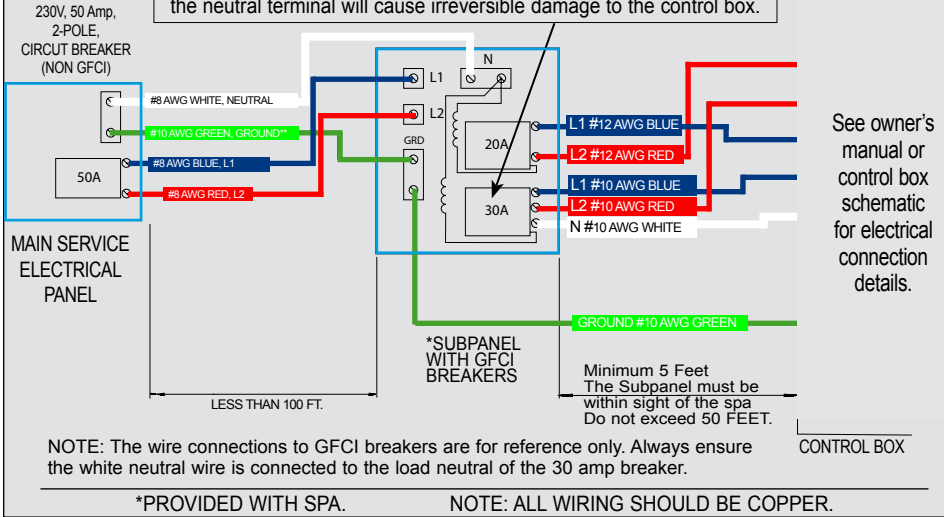 the neutral terminal will cause irreversible damage to the control box.
230V, 50 Amp,
2-POLE,
CIRCUT BREAKER
(NON GFCI)
#8 AWG WHITE, NEUTRAL
#10 AWG GREEN, GROUND**
#8 AWG BLUE, L1
#8 AWG RED, L2
50A
MAIN SERVICE
ELECTRICAL
PANEL
L1
N
L2
GRD
20A
30A
L1 #12 AWG BLUE
L2 #12 AWG RED
L1 #10 AWG BLUE
L2 #10 AWG RED
N #10 AWG WHITE
GROUND #10 AWG GREEN
See owner's
manual or
control box
schematic
for electrical
connection
details.
*SUBPANEL
WITH GFCI
BREAKERS
LESS THAN 100 FT.
Minimum 5 Feet
The Subpanel must be
within sight of the spa
Do not exceed 50 FEET.
CONTROL BOX
NOTE: The wire connections to GFCI breakers are for reference only. Always ensure
the white neutral wire is connected to the load neutral of the 30 amp breaker.
*PROVIDED WITH SPA. NOTE: ALL WIRING SHOULD BE COPPER.